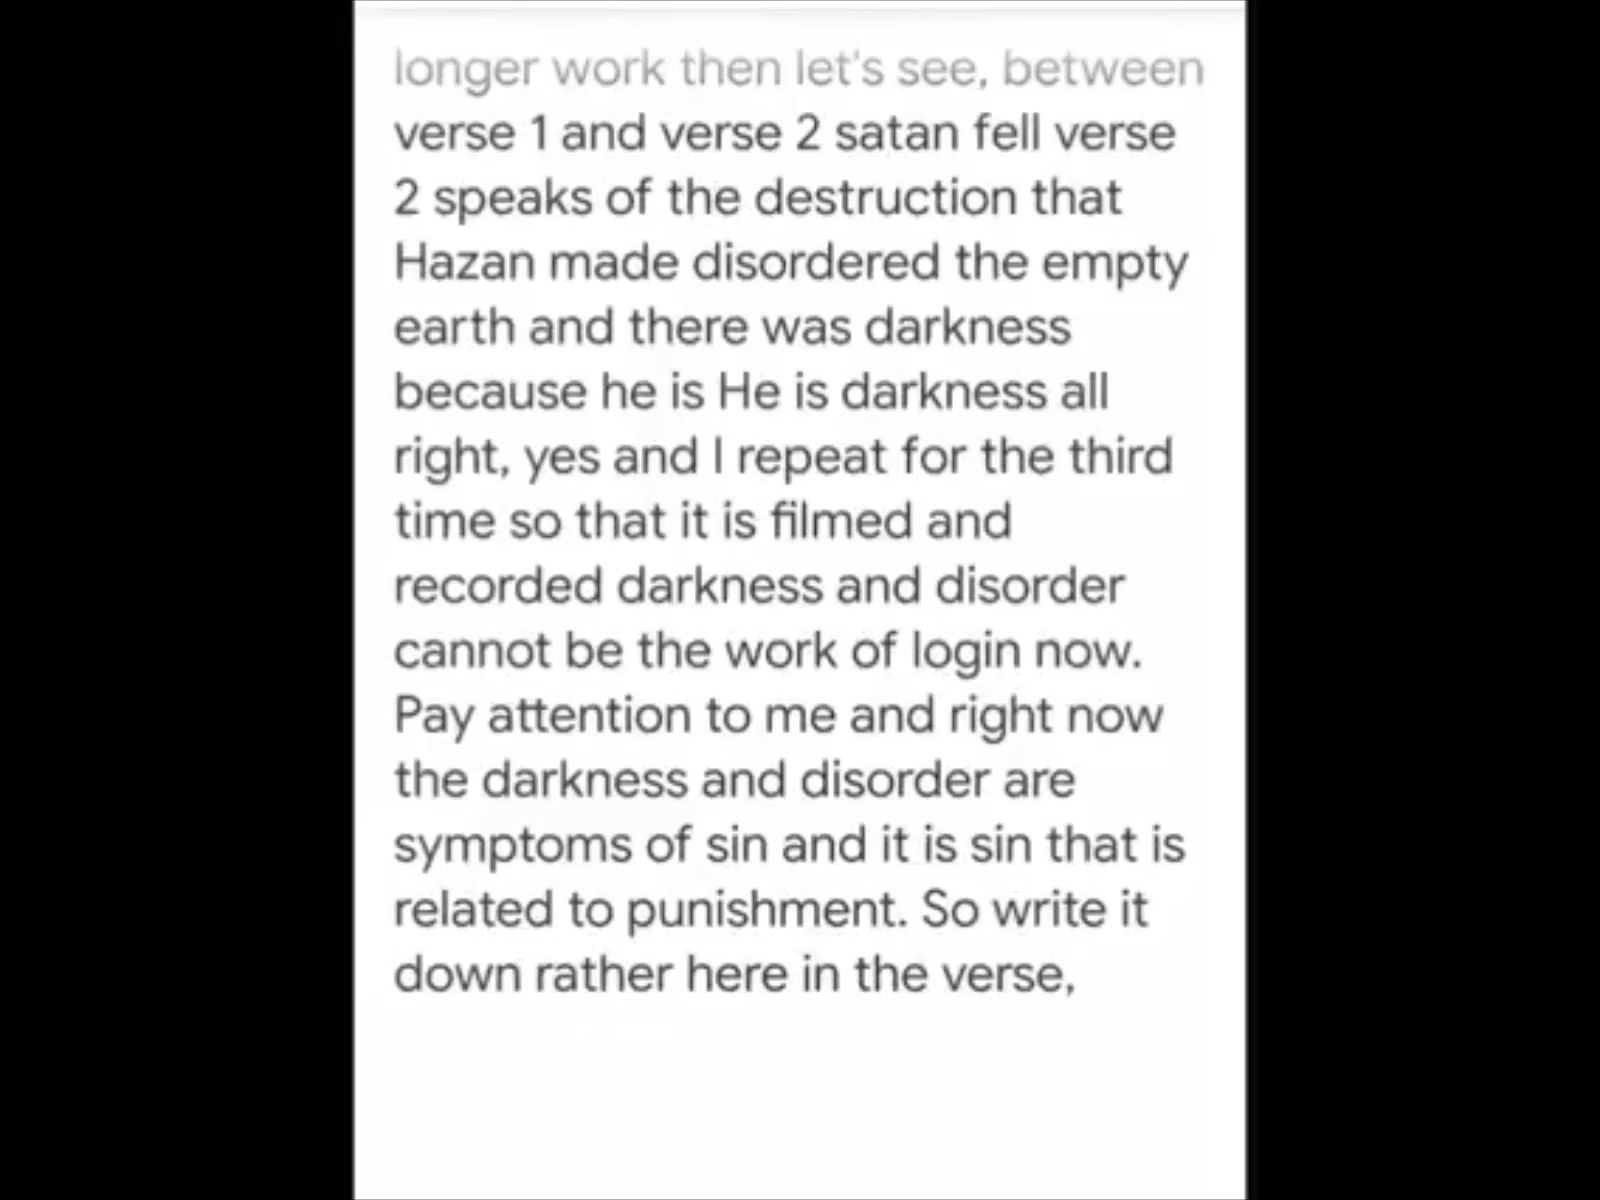 longer work then let's see, between
verse 1 and verse 2 satan fell verse
2 speaks of the destruction that
Hazan made disordered the empty
earth and there was darkness
because he is He is darkness all
right, yes and I repeat for the third
time so that it is filmed and
recorded darkness and disorder
cannot be the work of login now.
Pay attention to me and right now
the darkness and disorder are
symptoms of sin and it is sin that is
related to punishment. So write it
down rather here in the verse,